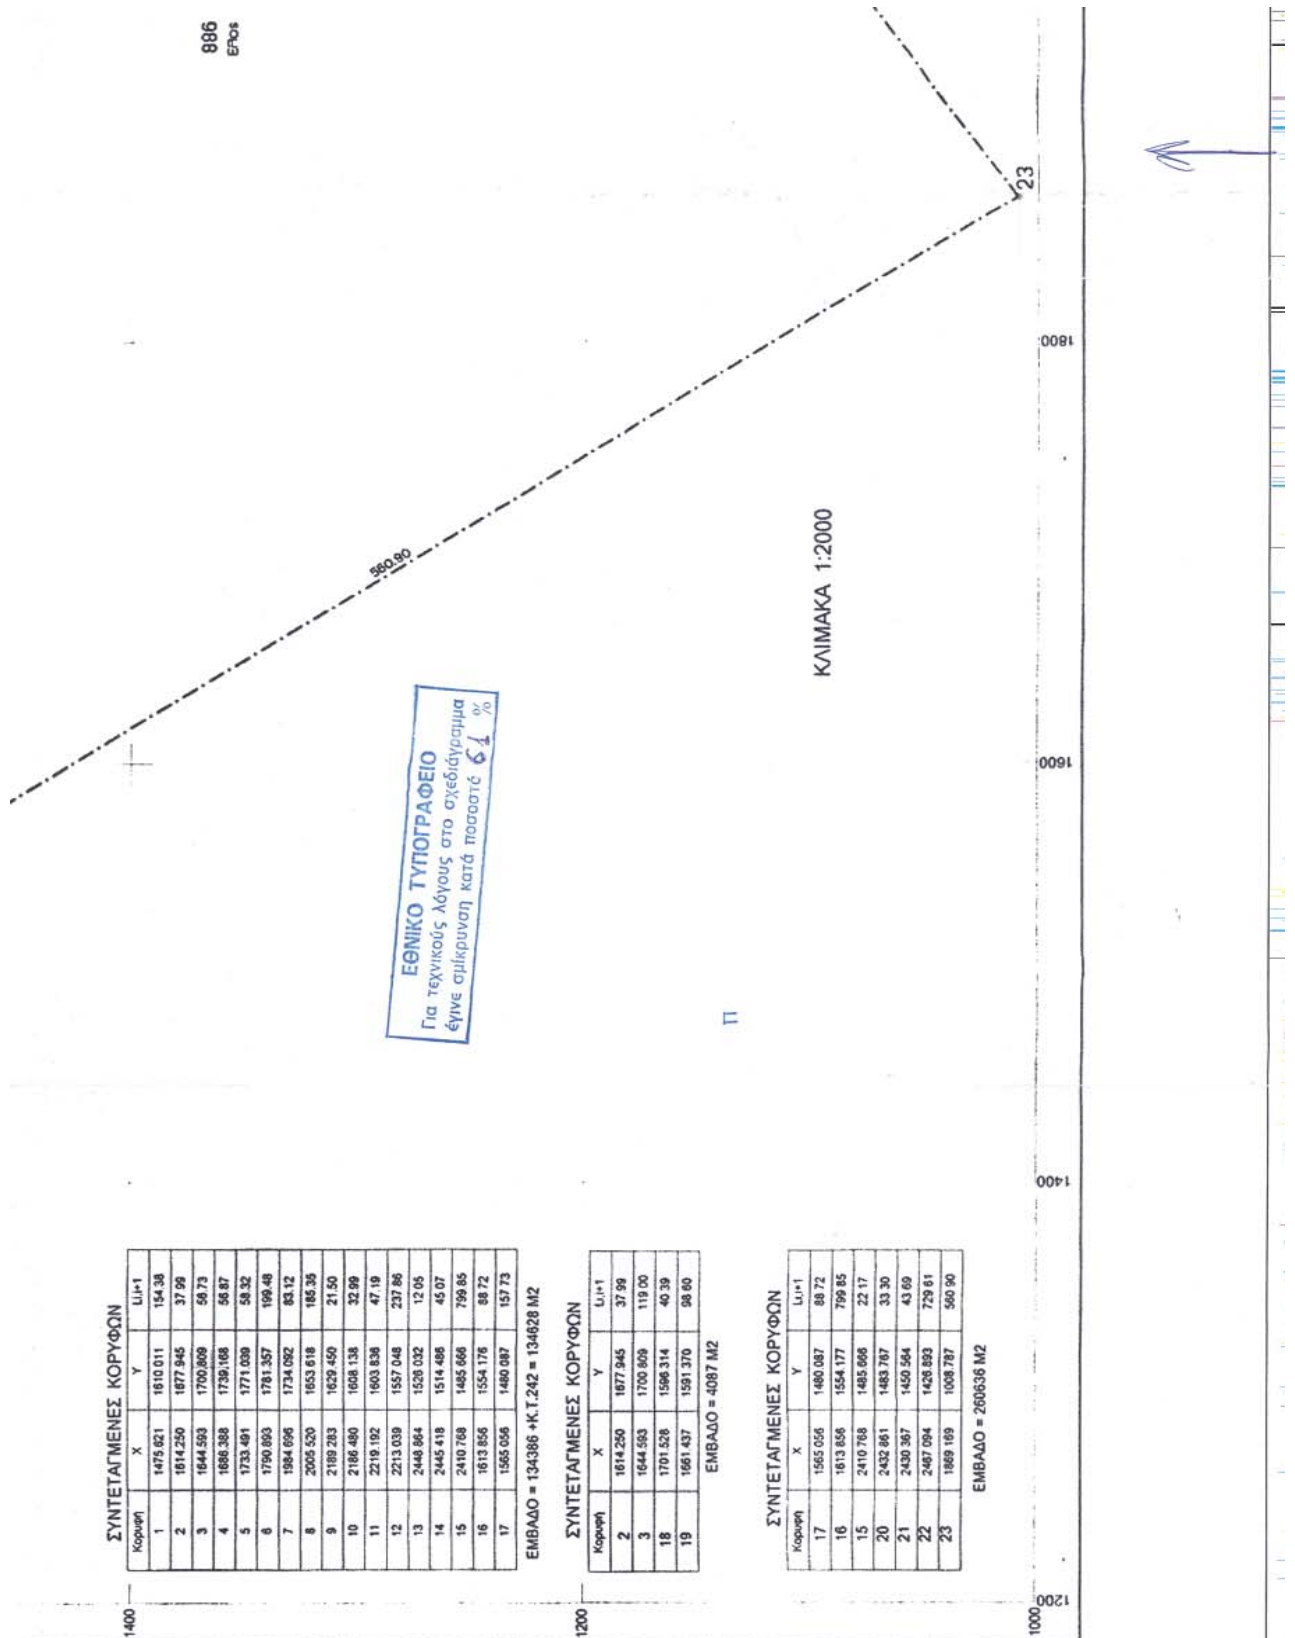 886
ΕΛΟΣ
23
560.90
ΕΘΝΙΚΟ ΤΥΠΟΓΡΑΦΕΙΟ
Για τεχνικούς λόγους στο σχεδιάγραμμα
έγινε σμίκρυνση κατά ποσοστό 61 %
ΚΛΙΜΑΚΑ 1:2000
Π
1400
1200
1000
1200
1400
1600
1800
ΣΥΝΤΕΤΑΓΜΕΝΕΣ ΚΟΡΥΦΩΝ
Κορυφή X Y Li,i+1
1 1475.621 1610.011 154.38
2 1614.250 1677.945 37.99
3 1644.593 1700.809 58.73
4 1686.388 1739.168 56.87
5 1733.491 1771.039 58.32
6 1790.893 1781.357 199.48
7 1984.696 1734.092 83.12
8 2005.520 1653.618 185.35
9 2189.283 1629.450 21.50
10 2186.480 1608.138 32.99
11 2219.192 1603.836 47.19
12 2213.039 1557.048 237.86
13 2448.864 1526.032 12.05
14 2445.418 1514.486 45.07
15 2410.768 1485.666 799.85
16 1613.856 1554.176 88.72
17 1565.056 1480.087 157.73
ΕΜΒΑΔΟ = 134386 +Κ.Τ.242 = 134628 M2
ΣΥΝΤΕΤΑΓΜΕΝΕΣ ΚΟΡΥΦΩΝ
Κορυφή X Y Li,i+1
2 1614.250 1677.945 37.99
3 1644.593 1700.809 119.00
18 1701.526 1596.314 40.39
19 1661.437 1591.370 98.60
ΕΜΒΑΔΟ = 4087 M2
ΣΥΝΤΕΤΑΓΜΕΝΕΣ ΚΟΡΥΦΩΝ
Κορυφή X Y Li,i+1
17 1565.056 1480.087 88.72
16 1613.856 1554.177 799.85
15 2410.768 1485.666 22.17
20 2432.861 1483.767 33.30
21 2430.367 1450.564 43.69
22 2467.094 1426.893 729.61
23 1869.169 1008.787 560.90
ΕΜΒΑΔΟ = 260636 M2